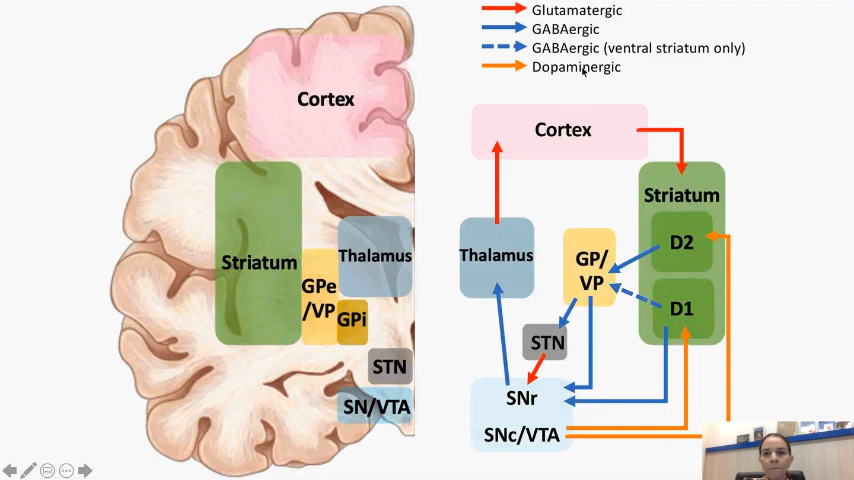 Glutamatergic
GABAergic
GABAergic (ventral striatum only)
Dopaminergic
Cortex
Striatum
GPe
/VP
Thalamus
GPi
STN
SN/VTA
Cortex
Striatum
D2
D1
Thalamus
GP/
VP
STN
SNr
SNc/VTA